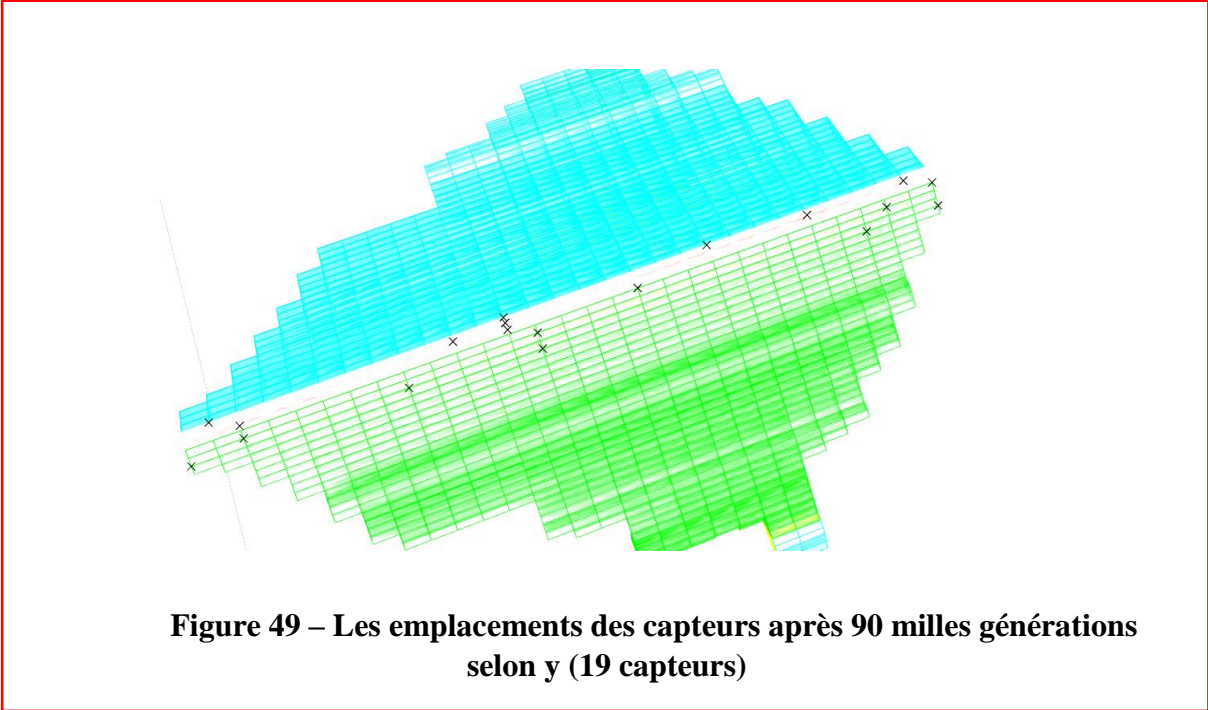 Figure 49 – Les emplacements des capteurs après 90 milles générations
selon y (19 capteurs)